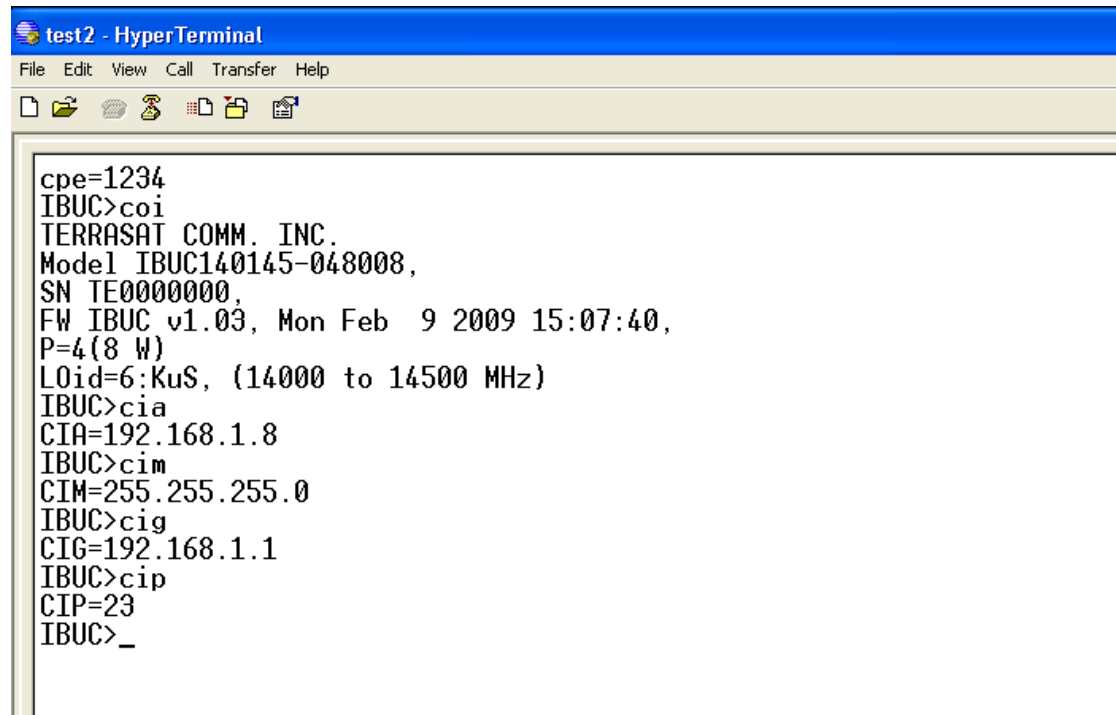 test2 - HyperTerminal
File Edit View Call Transfer Help
cpe=1234
IBUC>coi
TERRASAT COMM. INC.
Model IBUC140145-048008,
SN TE0000000,
FW IBUC v1.03, Mon Feb  9 2009 15:07:40,
P=4(8 W)
LOid=6:KuS, (14000 to 14500 MHz)
IBUC>cia
CIA=192.168.1.8
IBUC>cim
CIM=255.255.255.0
IBUC>cig
CIG=192.168.1.1
IBUC>cip
CIP=23
IBUC>_